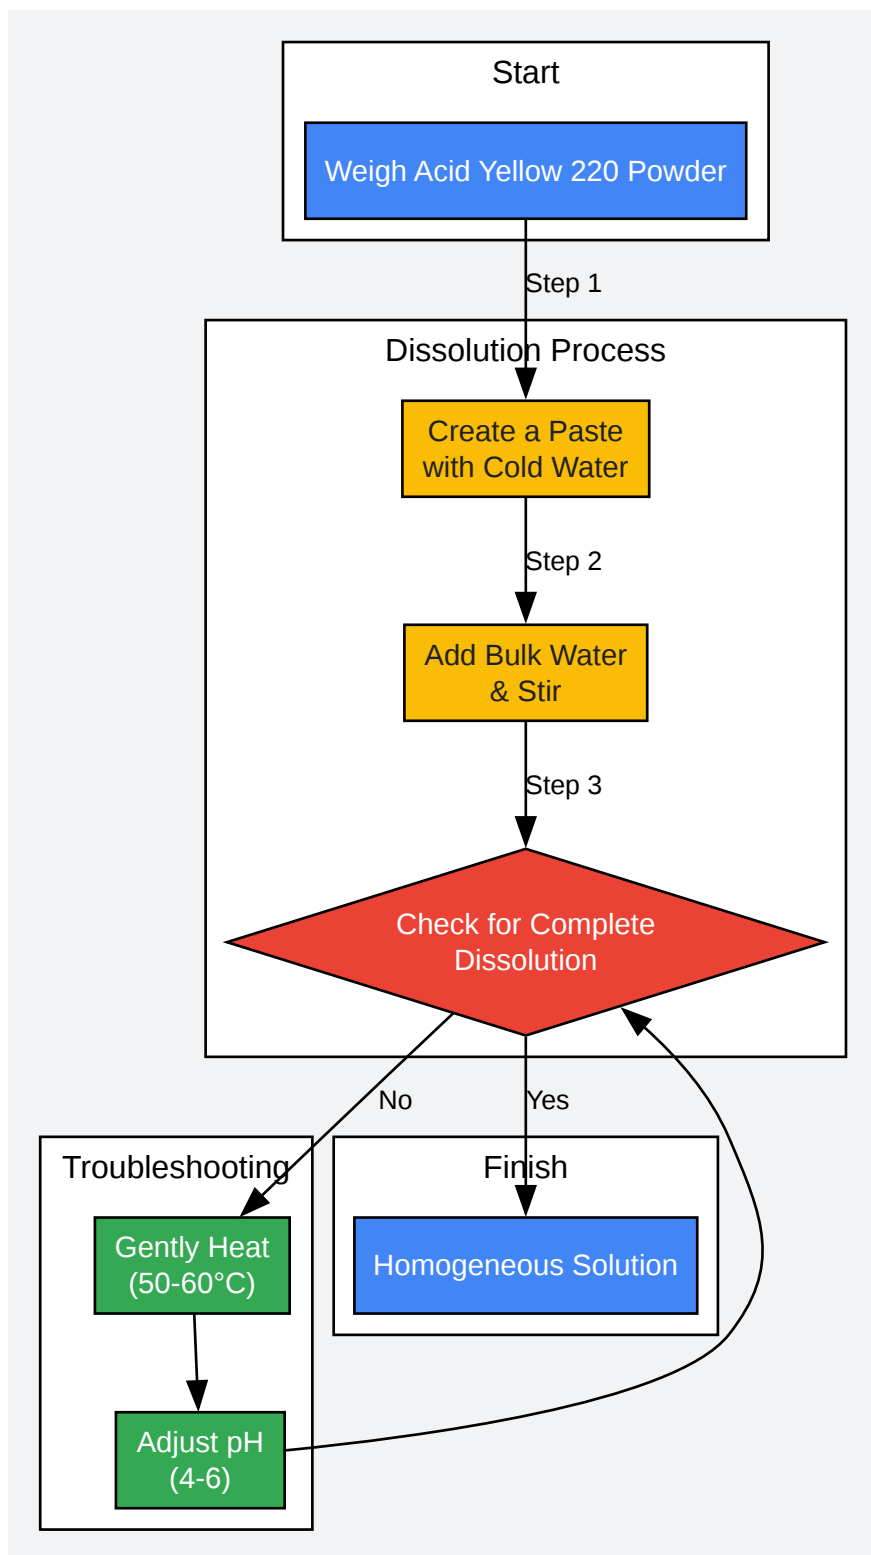 Start
Weigh Acid Yellow 220 Powder
Step 1
Dissolution Process
Create a Paste
with Cold Water
Step 2
Add Bulk Water
& Stir
Step 3
Check for Complete
Dissolution
No
Yes
Troubleshooting
Gently Heat
(50-60°C)
Adjust pH
(4-6)
Finish
Homogeneous Solution